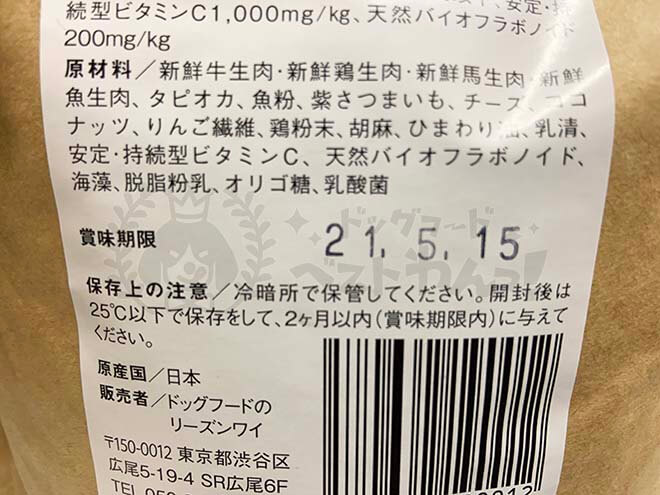 続型ビタミンC1,000mg/kg、天然バイオフラボノイド
200mg/kg
原材料／新鮮牛生肉・新鮮鶏生肉・新鮮馬生肉・新鮮
魚生肉、タピオカ、魚粉、紫さつまいも、チーズ、ココ
ナッツ、りんご繊維、鶏粉末、胡麻、ひまわり油、乳清、
安定・持続型ビタミンC、天然バイオフラボノイド、
海藻、脱脂粉乳、オリゴ糖、乳酸菌
ドッグフード
ベストわん!
賞味期限
21. 5. 15
保存上の注意／冷暗所で保管してください。開封後は
25℃以下で保存をして、2ヶ月以内(賞味期限内)に与えて
ください。
原産国／日本
販売者／ドッグフードの
リーズンワイ
〒150-0012 東京都渋谷区
広尾5-19-4 SR広尾6F